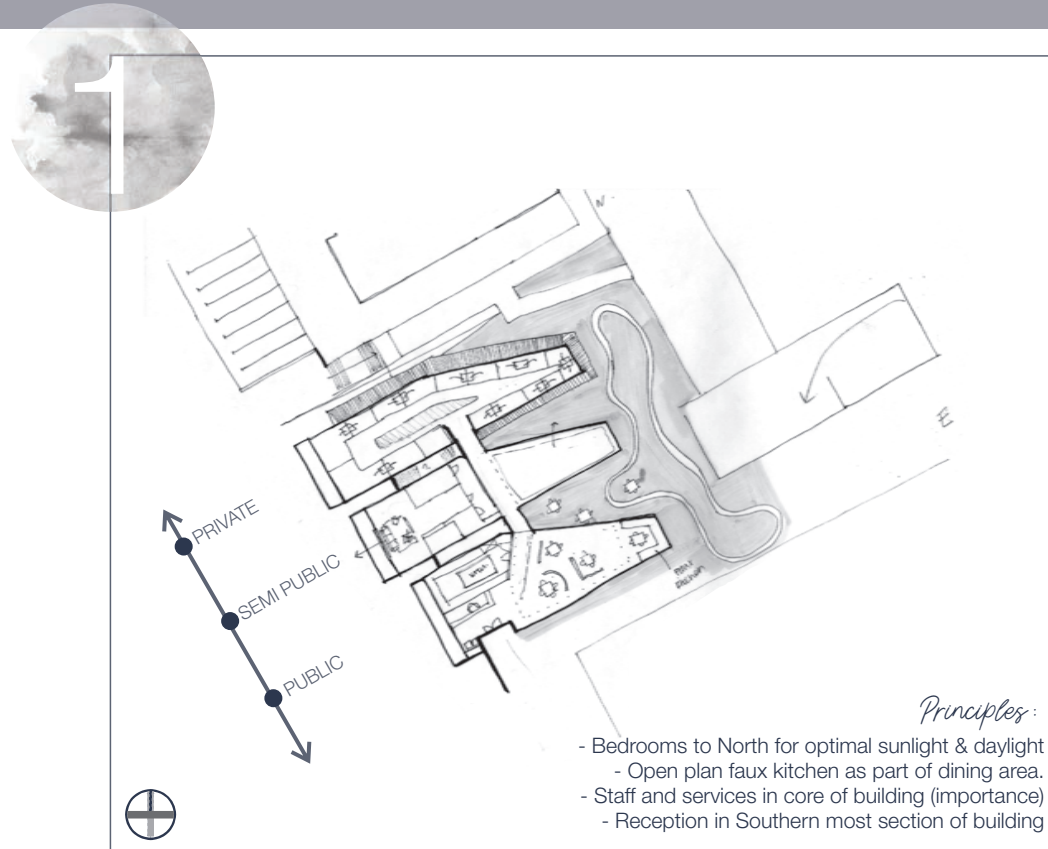 1
N
E
PRIVATE
SEMI PUBLIC
PUBLIC
Principles :
- Bedrooms to North for optimal sunlight & daylight
- Open plan faux kitchen as part of dining area.
- Staff and services in core of building (importance)
- Reception in Southern most section of building